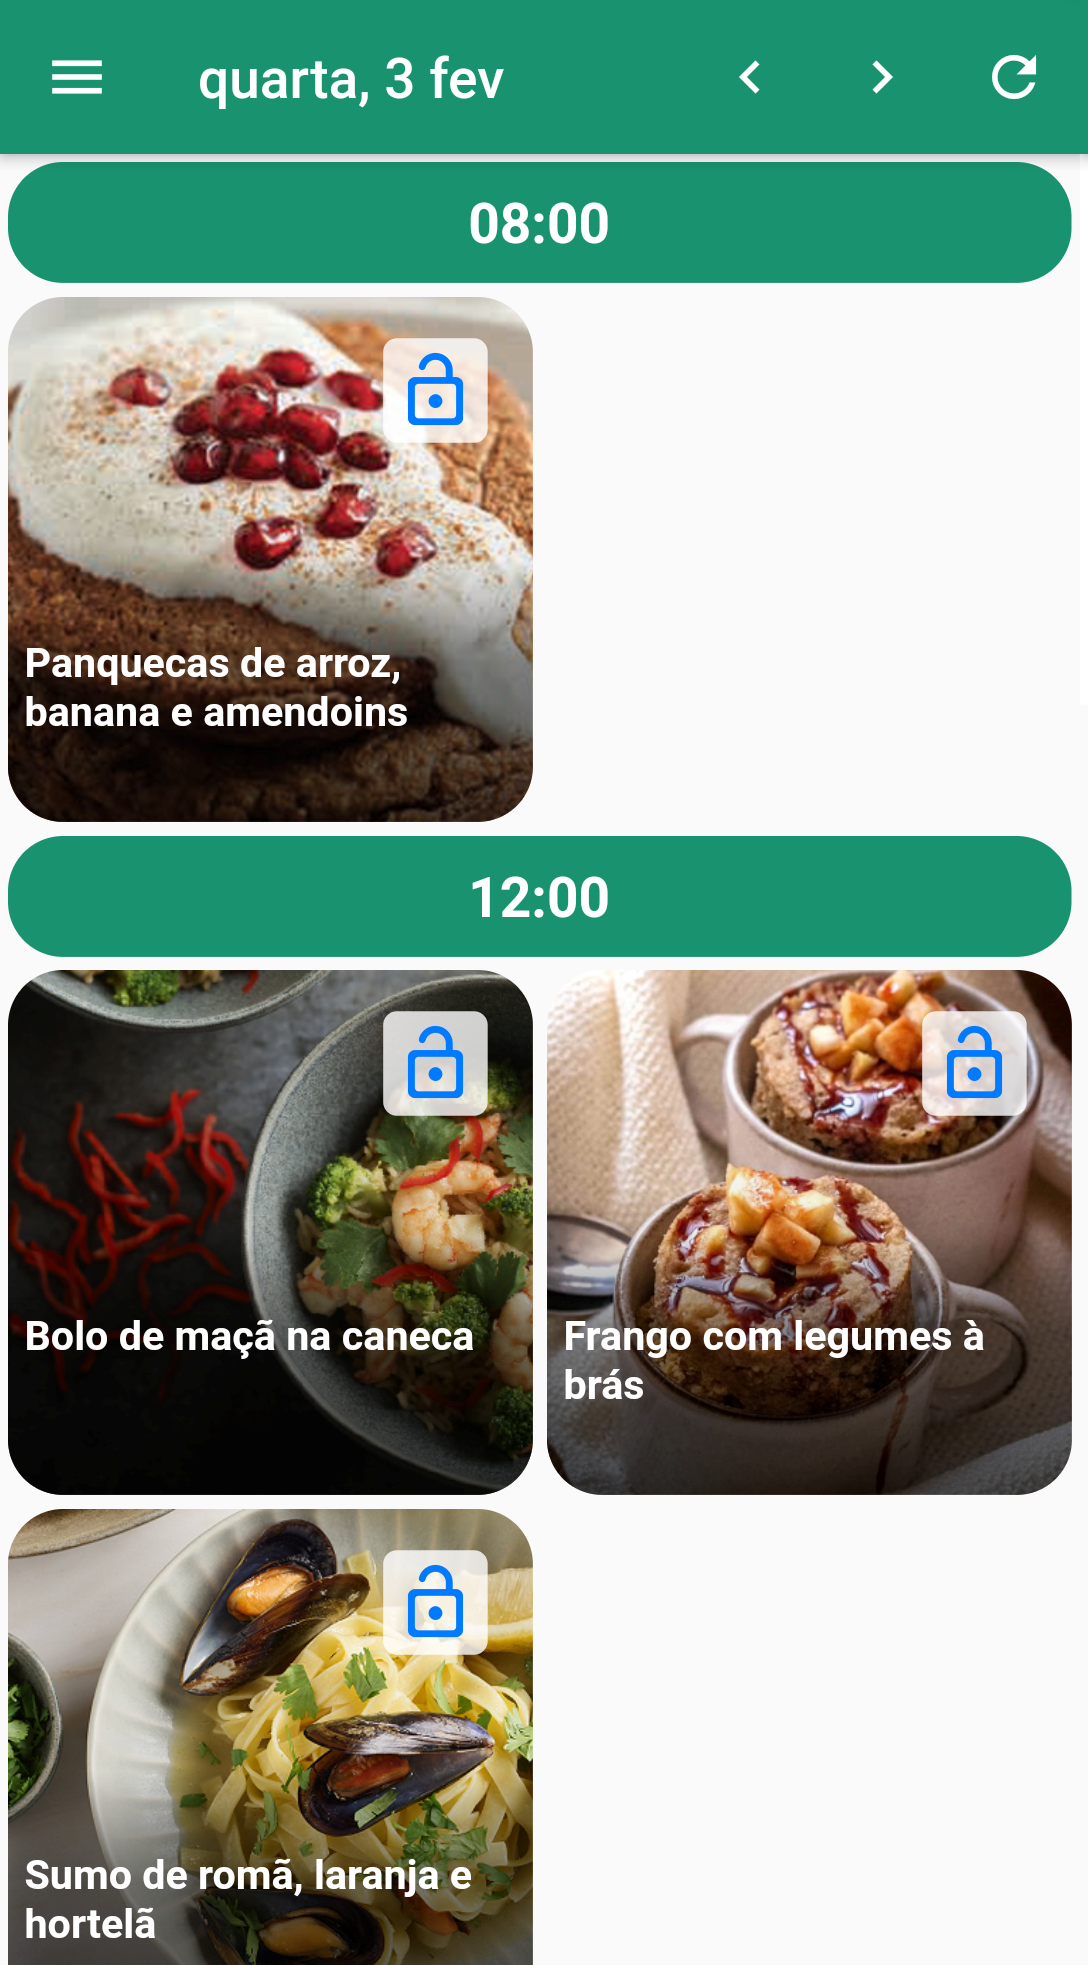 quarta, 3 fev
08:00
Panquecas de arroz,
banana e amendoins
12:00
Bolo de maçã na caneca
Frango com legumes à
brás
Sumo de romã, laranja e
hortelã